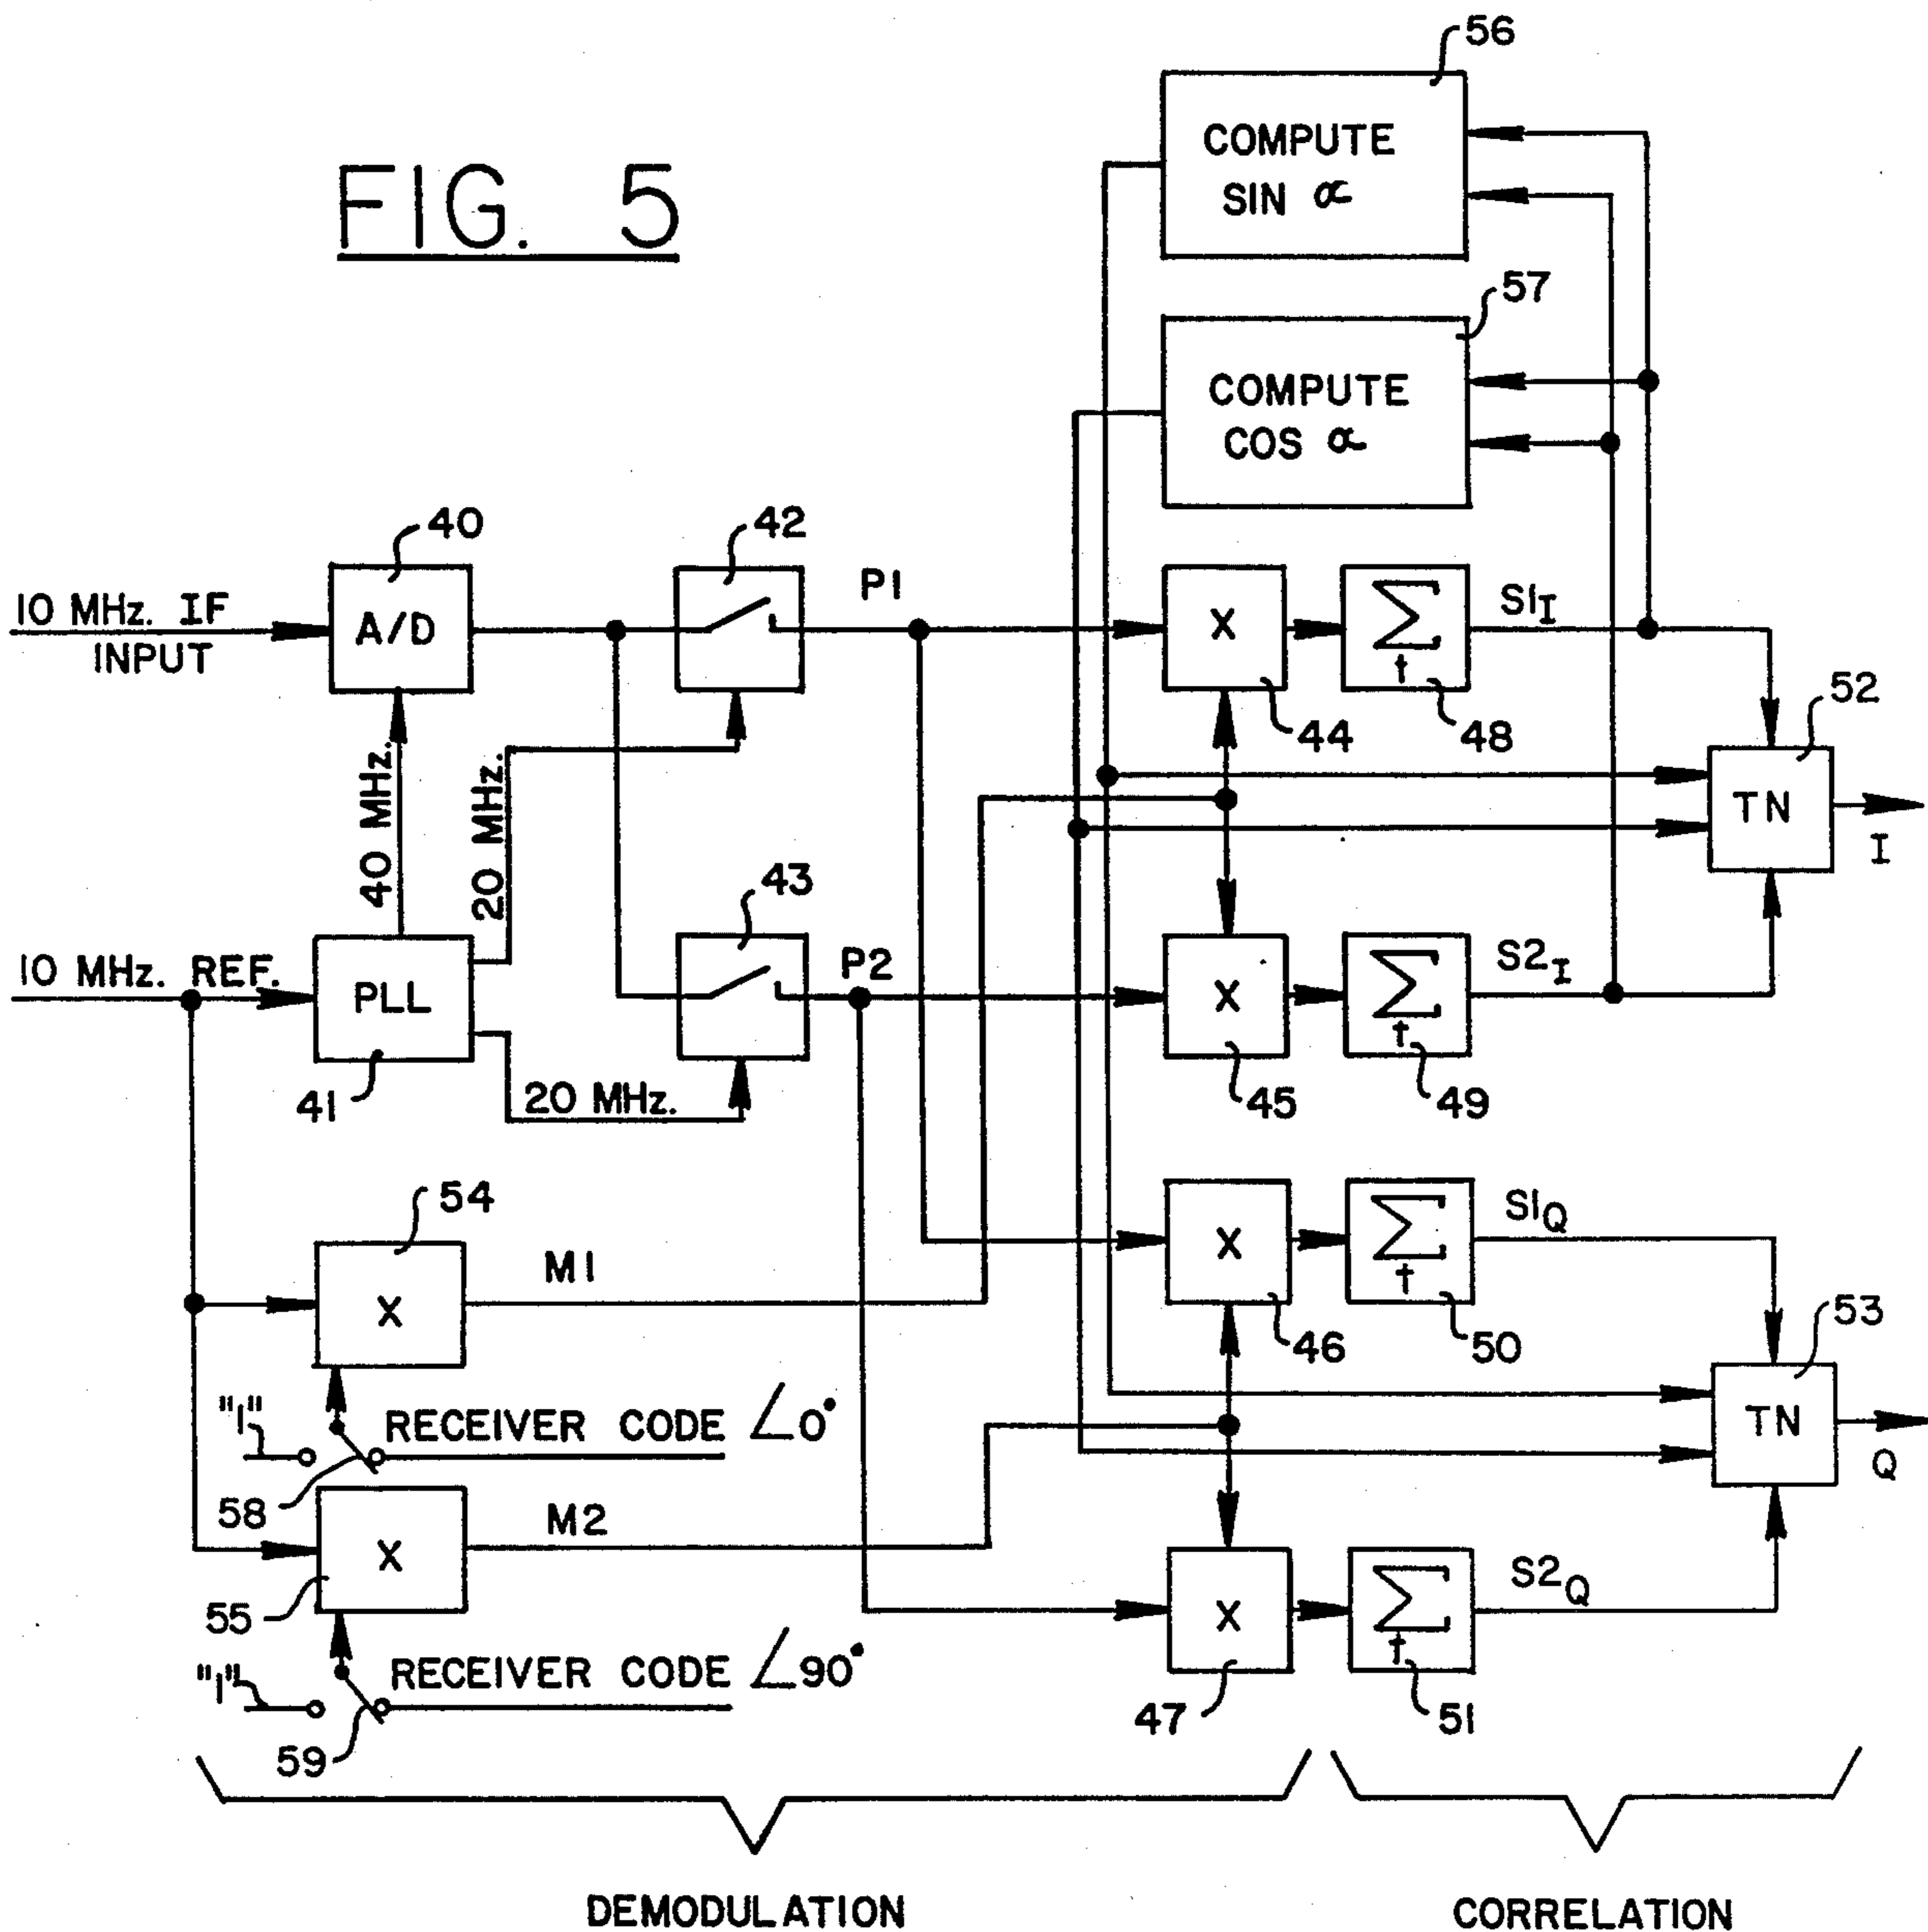 FIG. 5
56
COMPUTE
SIN α
57
COMPUTE
COS α
40
42
10 MHz. IF
INPUT
A/D
P1
X
Σ
t
S1I
44
48
52
40 MHZ.
20 MHZ.
TN
I
43
10 MHz. REF.
PLL
P2
X
Σ
t
S2I
41
20 MHz.
45
49
54
X
M1
X
Σ
t
S1Q
46
50
53
"1"
RECEIVER CODE ∠0°
TN
Q
58
X
M2
55
X
Σ
t
S2Q
"1"
RECEIVER CODE ∠90°
47
51
59
DEMODULATION
CORRELATION